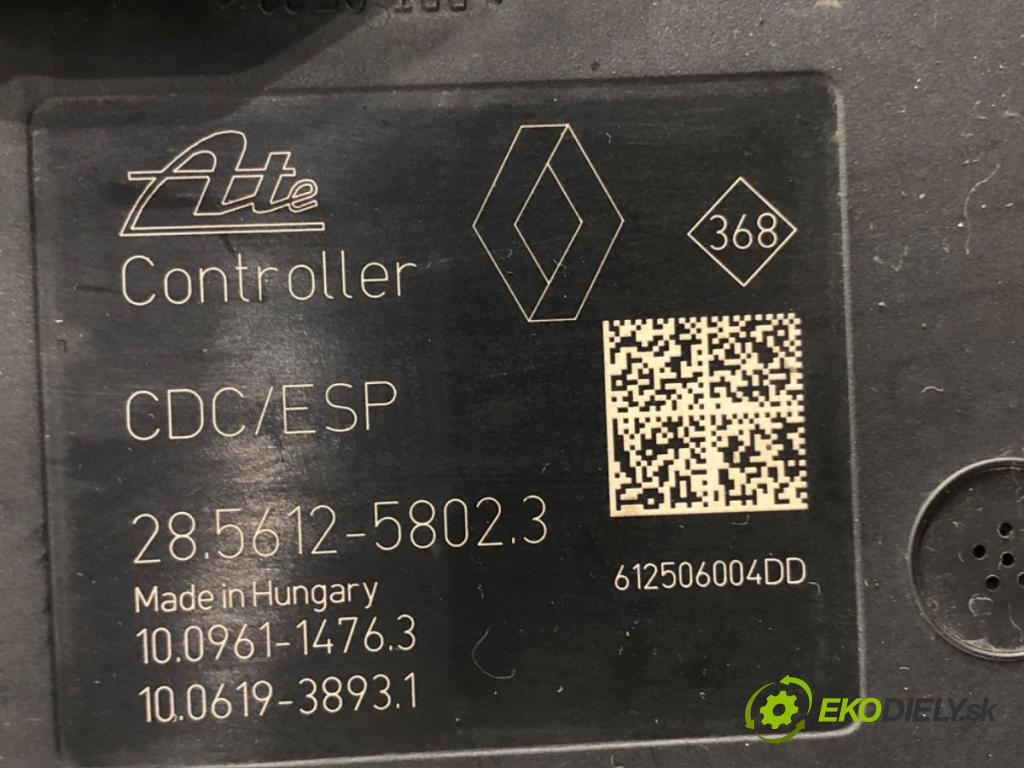 Ate
368
Controller
CDC/ESP
28.5612-5802.3
612506004DD
Made in Hungary
10.0961-1476.3
10.0619-3893.1
EKODIELY.sk